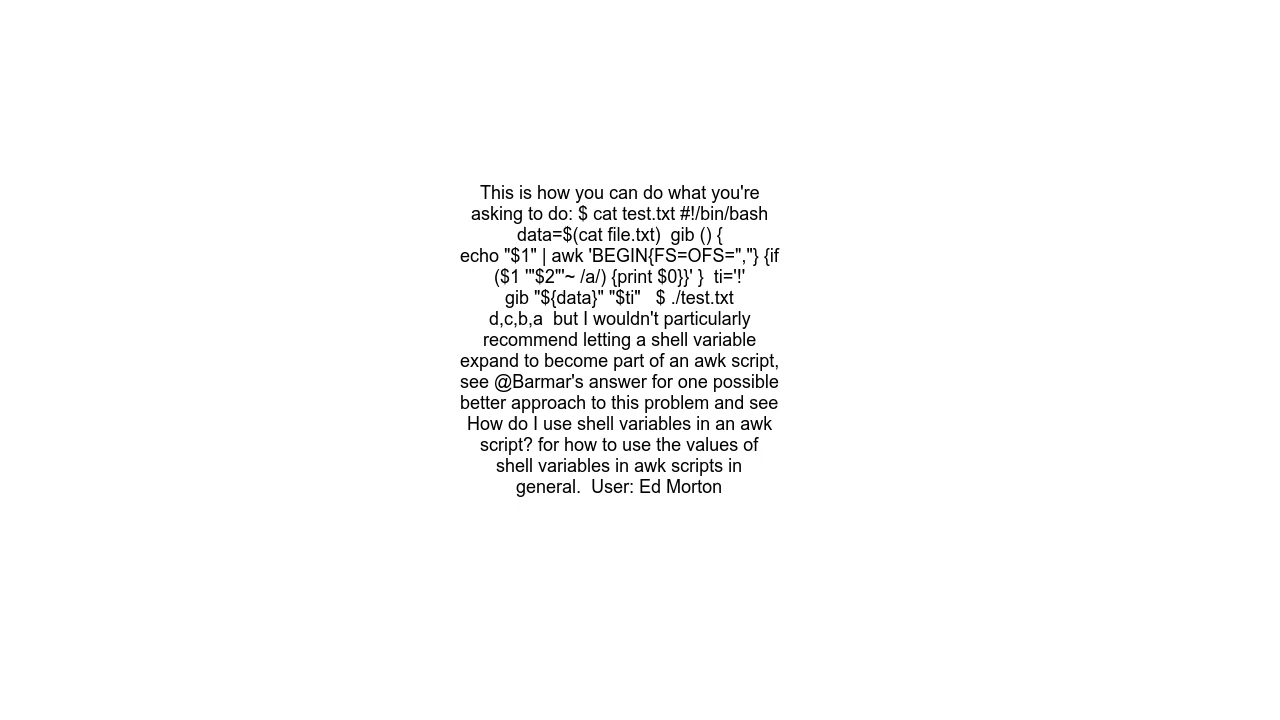 This is how you can do what you're
asking to do: $ cat test.txt #!/bin/bash
data=$(cat file.txt)  gib () {
echo "$1" | awk 'BEGIN{FS=OFS=","} {if
($1 '"$2"'~ /a/) {print $0}}' }  ti='!'
gib "${data}" "$ti"   $ ./test.txt
d,c,b,a  but I wouldn't particularly
recommend letting a shell variable
expand to become part of an awk script,
see @Barmar's answer for one possible
better approach to this problem and see
How do I use shell variables in an awk
script? for how to use the values of
shell variables in awk scripts in
general.  User: Ed Morton